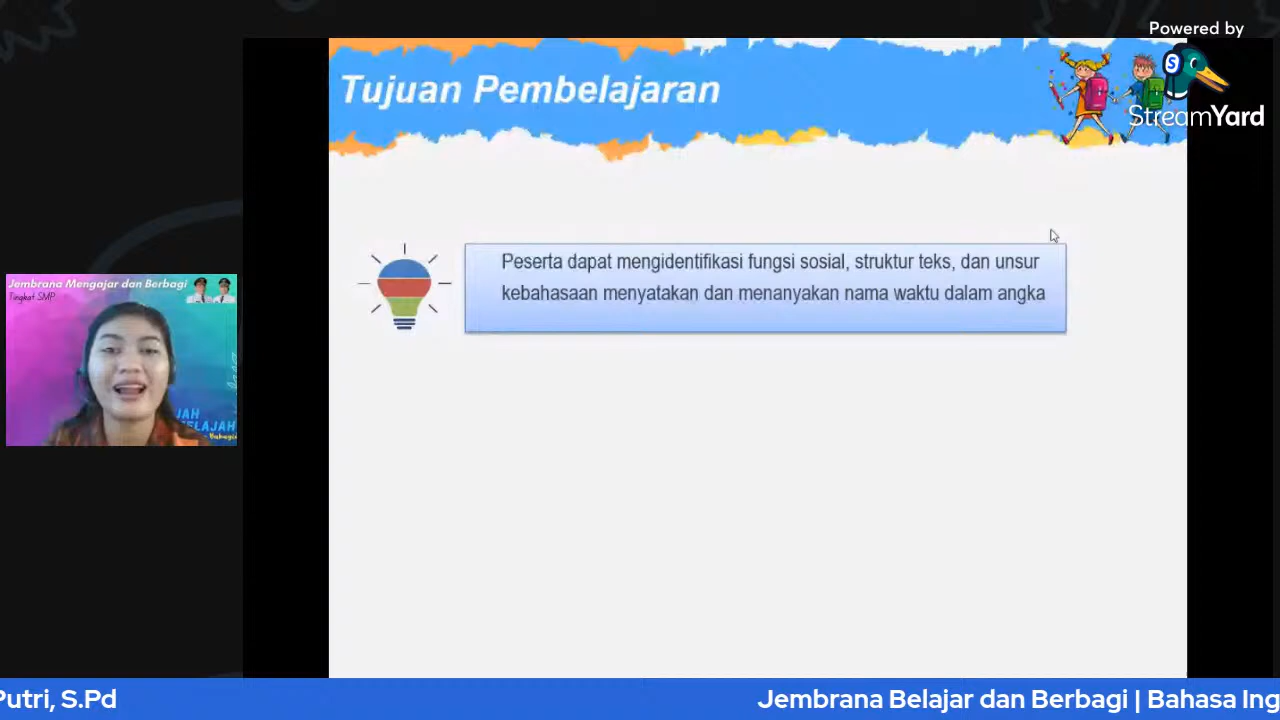 Powered by
StreamYard
Tujuan Pembelajaran
Peserta dapat mengidentifikasi fungsi sosial, struktur teks, dan unsur
kebahasaan menyatakan dan menanyakan nama waktu dalam angka
Jembrana Mengajar dan Berbagi
Tingkat SMP
Putri, S.Pd
Jembrana Belajar dan Berbagi | Bahasa Ing